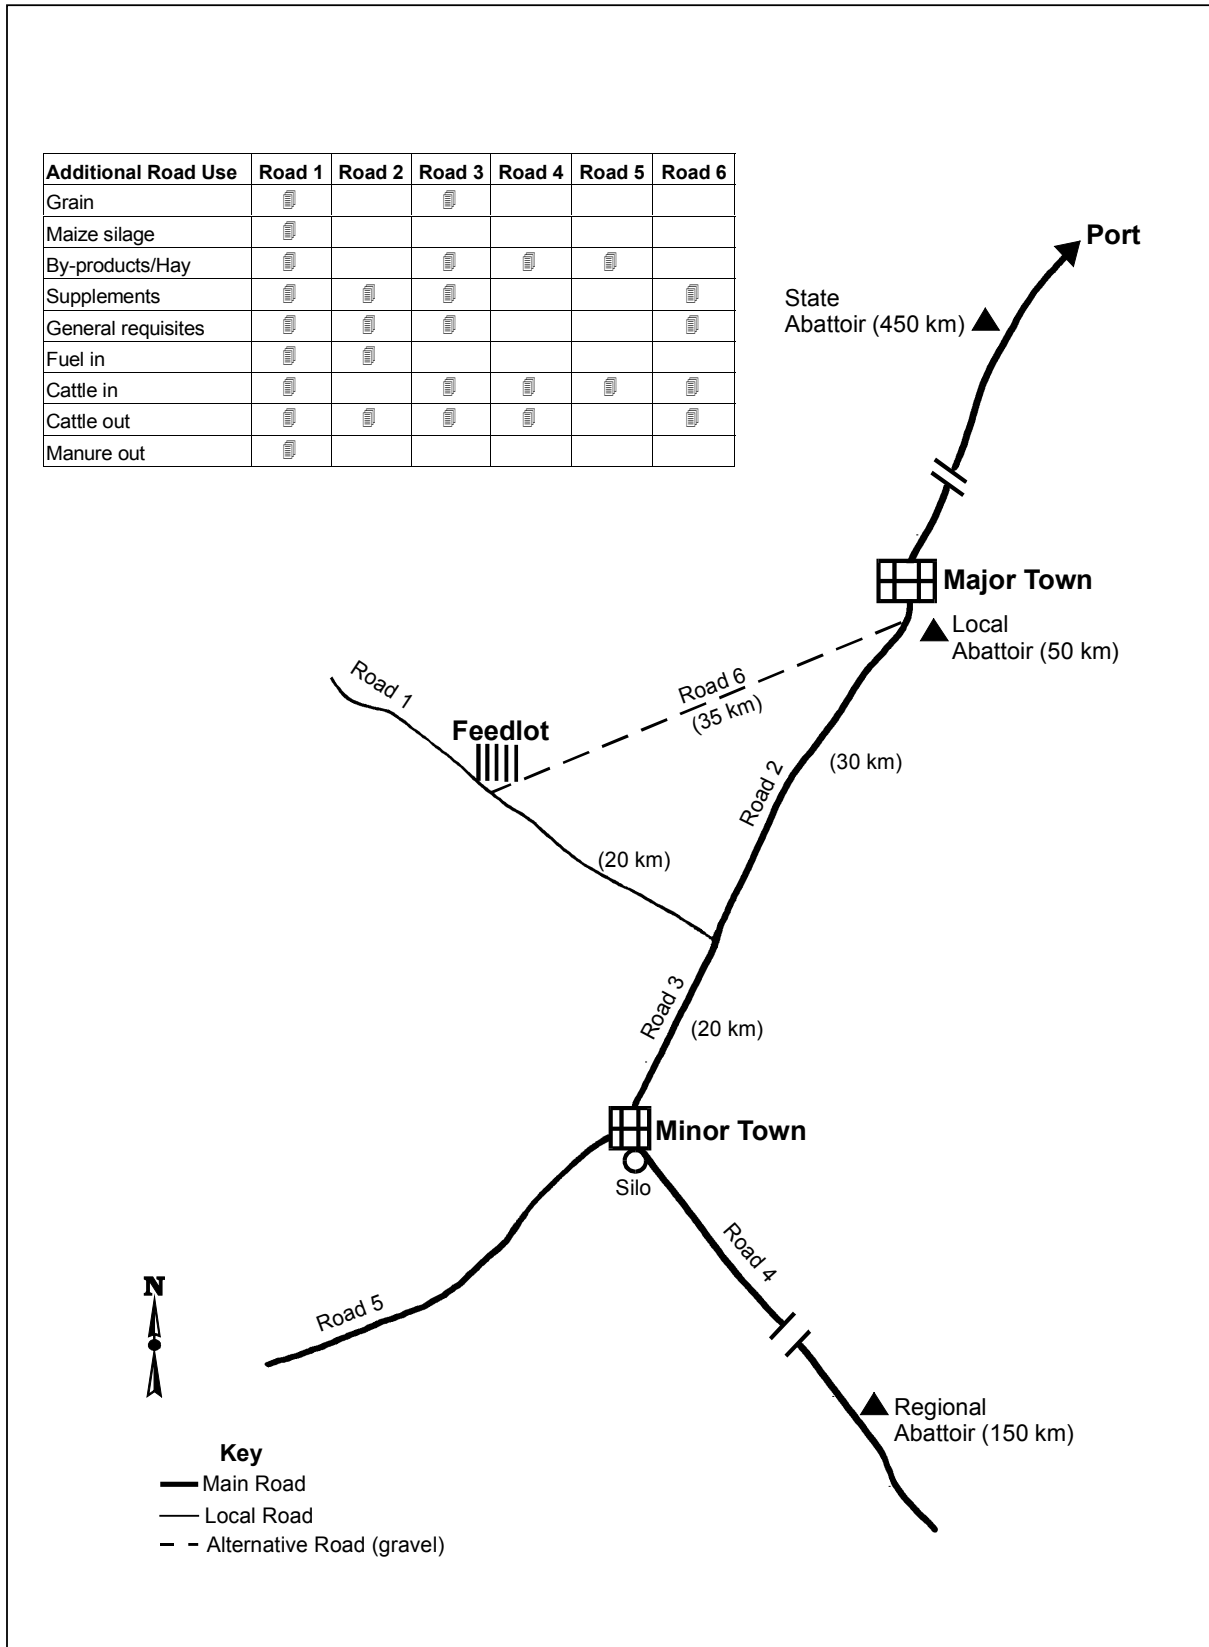 Additional Road Use Road 1 Road 2 Road 3 Road 4 Road 5 Road 6
Grain
Maize silage
By-products/Hay
Supplements
General requisites
Fuel in
Cattle in
Cattle out
Manure out
Port
State
Abattoir (450 km)
Major Town
Local
Abattoir (50 km)
Road 1
Road 6
(35 km)
Feedlot
Road 2
(30 km)
(20 km)
Road 3
(20 km)
Minor Town
Silo
Road 4
Road 5
N
Regional
Abattoir (150 km)
Key
Main Road
Local Road
Alternative Road (gravel)